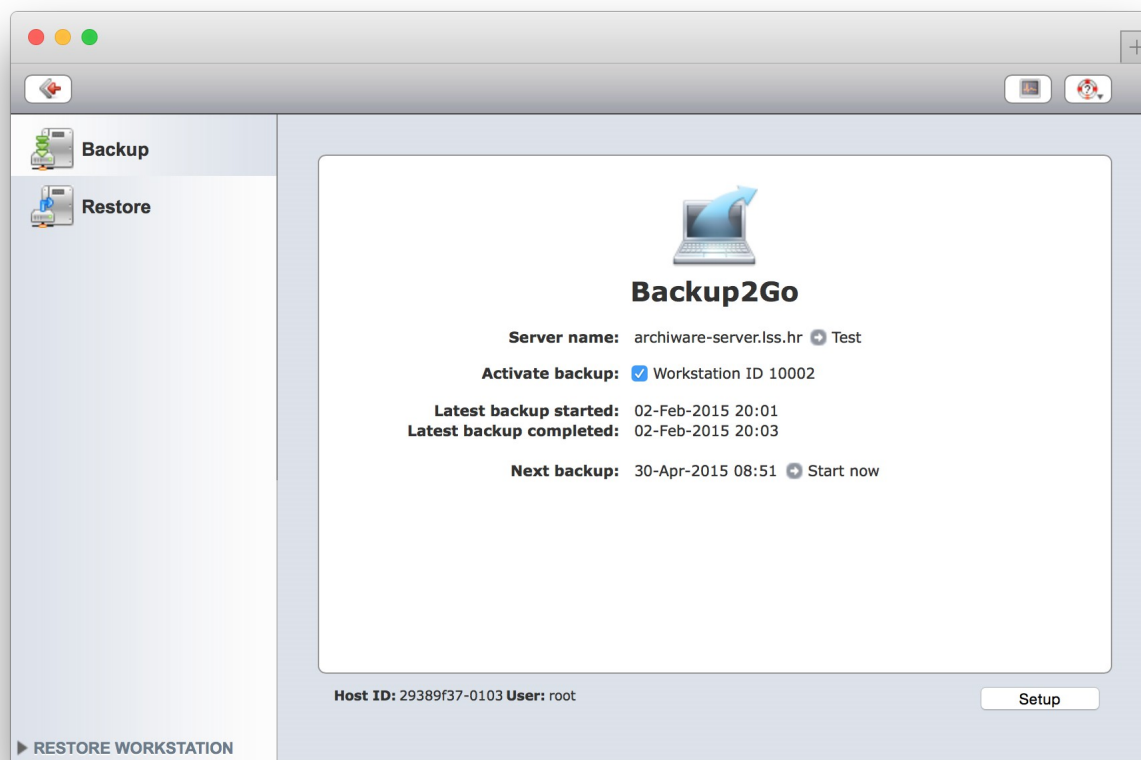 Backup
Restore
Backup2Go
Server name: archiware-server.lss.hr Test
Activate backup: Workstation ID 10002
Latest backup started: 02-Feb-2015 20:01
Latest backup completed: 02-Feb-2015 20:03
Next backup: 30-Apr-2015 08:51 Start now
Host ID: 29389f37-0103 User: root
Setup
RESTORE WORKSTATION